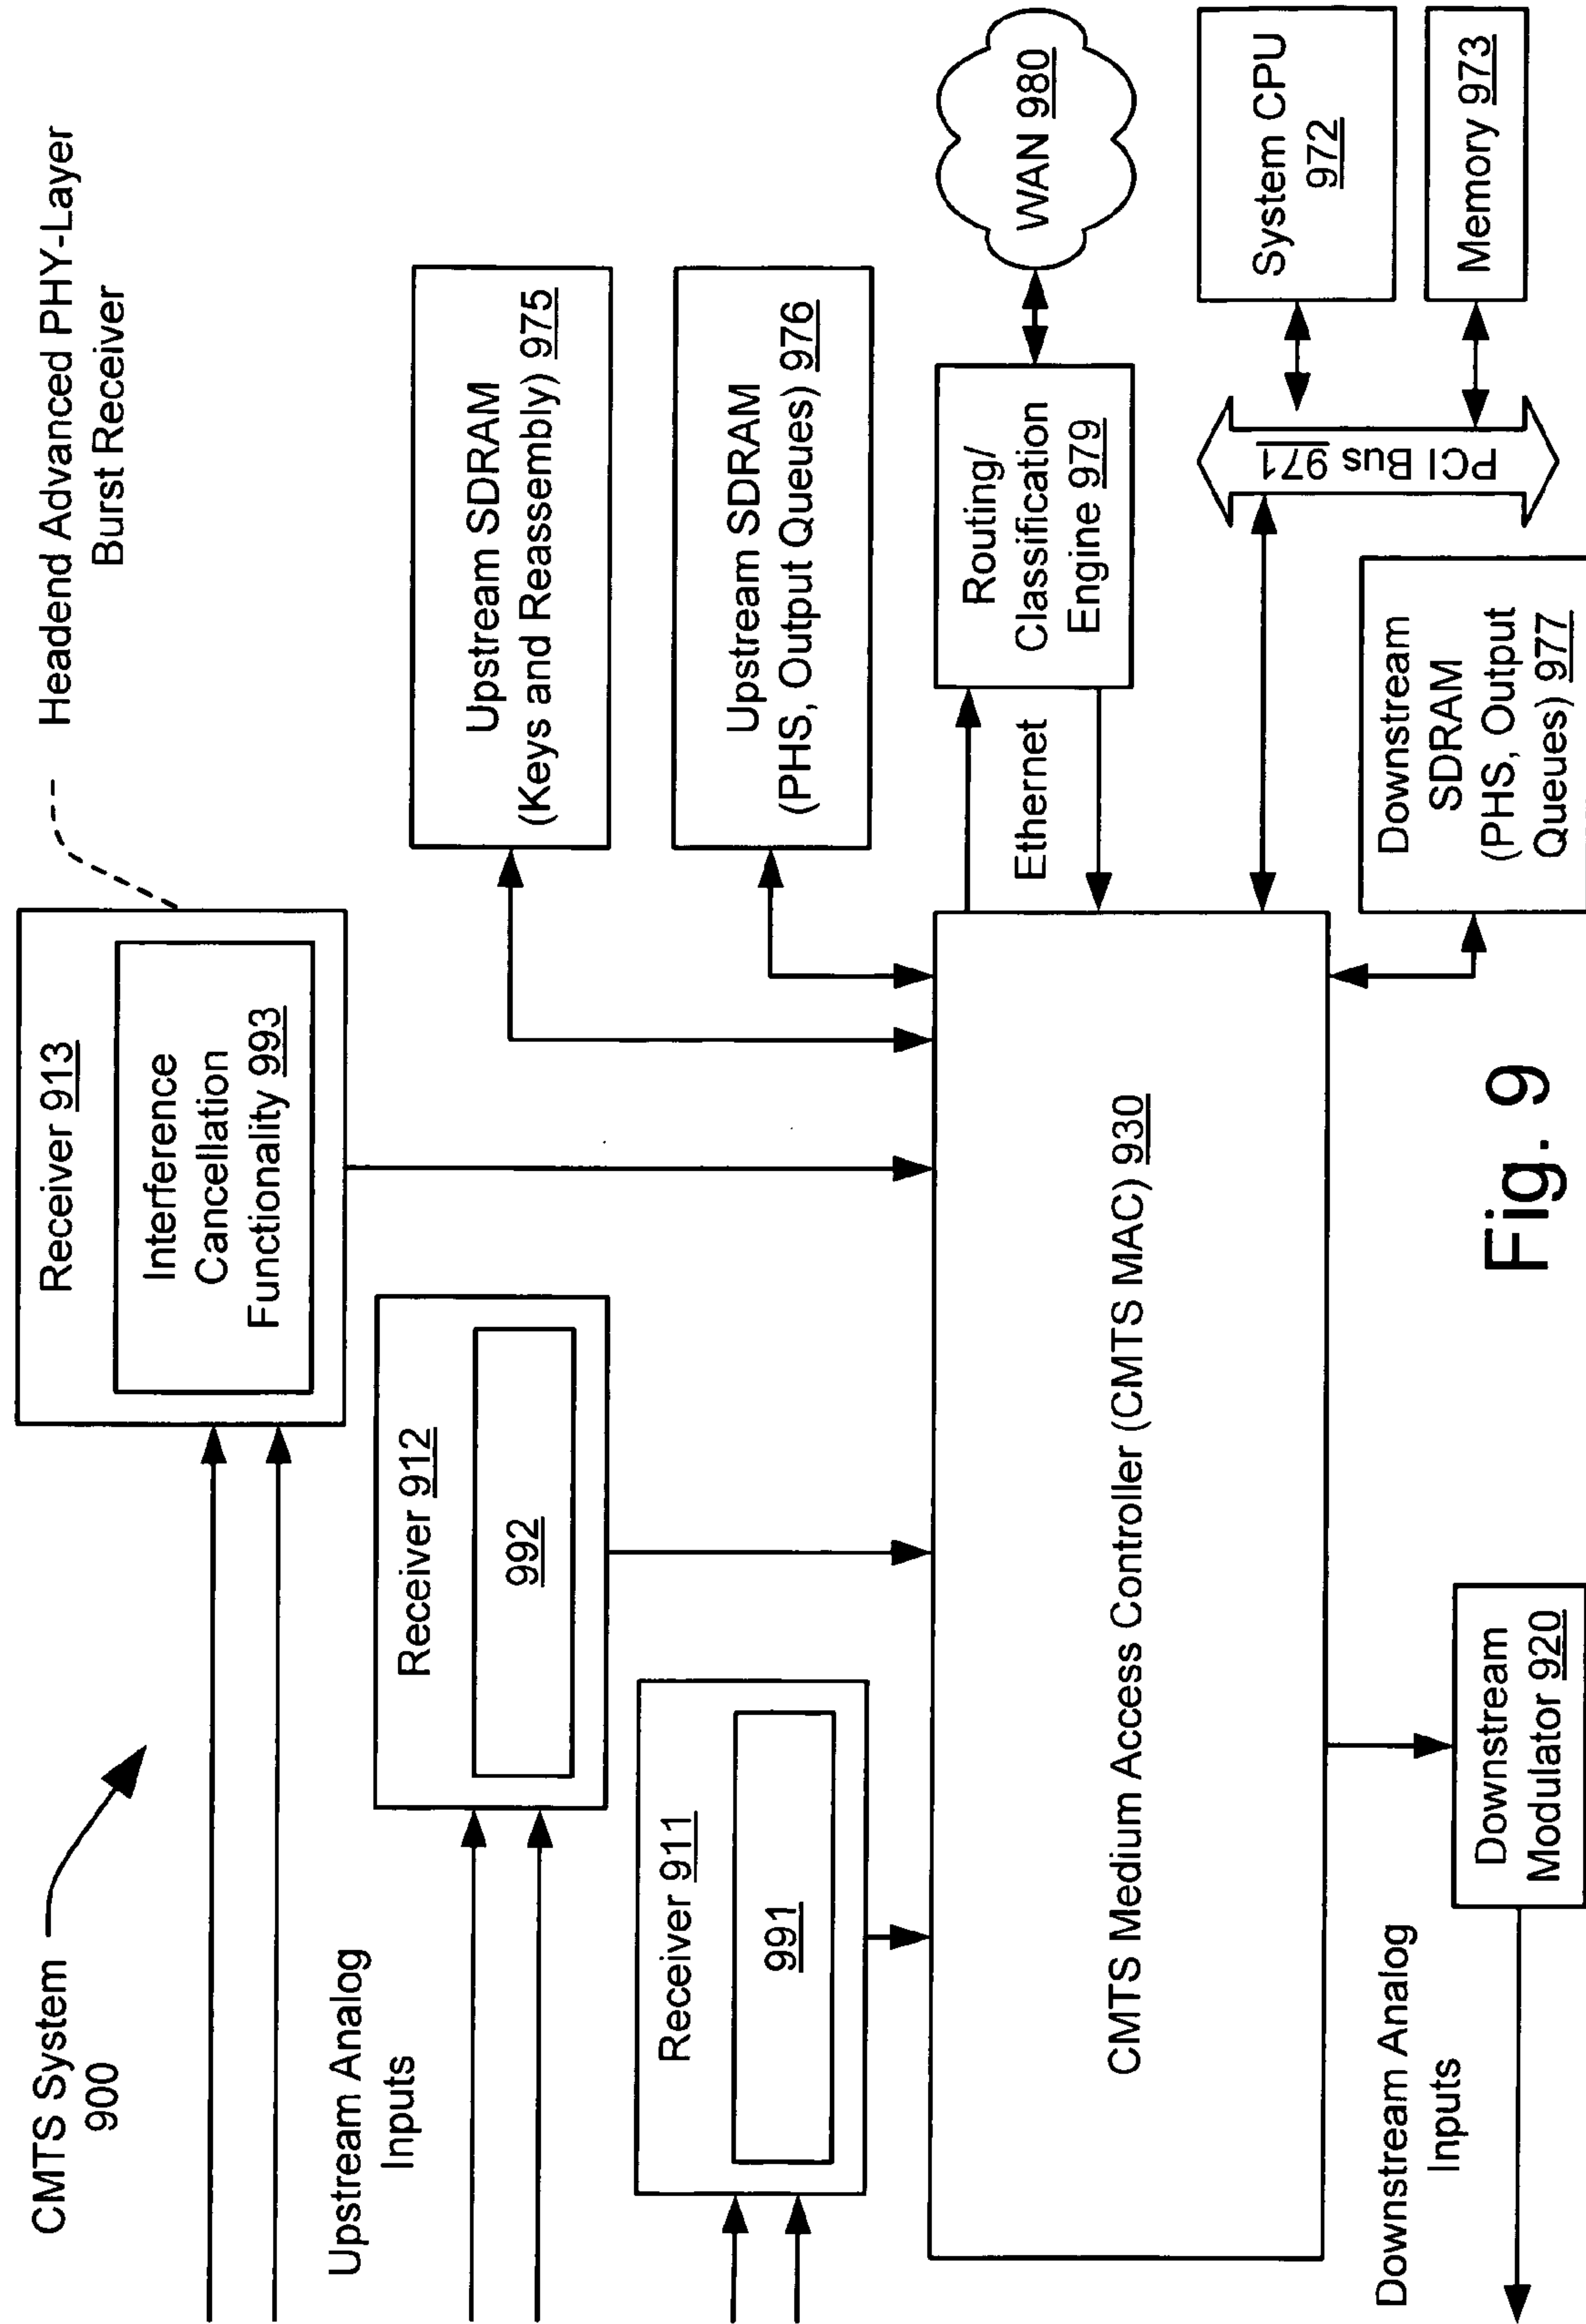 CMTS System
900
Headend Advanced PHY-Layer
Burst Receiver
Receiver 913
Interference
Cancellation
Functionality 993
Upstream Analog
Inputs
Receiver 912
992
Receiver 911
991
Upstream SDRAM
(Keys and Reassembly) 975
Upstream SDRAM
(PHS, Output Queues) 976
CMTS Medium Access Controller (CMTS MAC) 930
Ethernet
Routing/
Classification
Engine 979
WAN 980
PCI Bus 971
System CPU
972
Memory 973
Downstream
SDRAM
(PHS, Output
Queues) 977
Downstream Analog
Inputs
Downstream
Modulator 920
Fig. 9